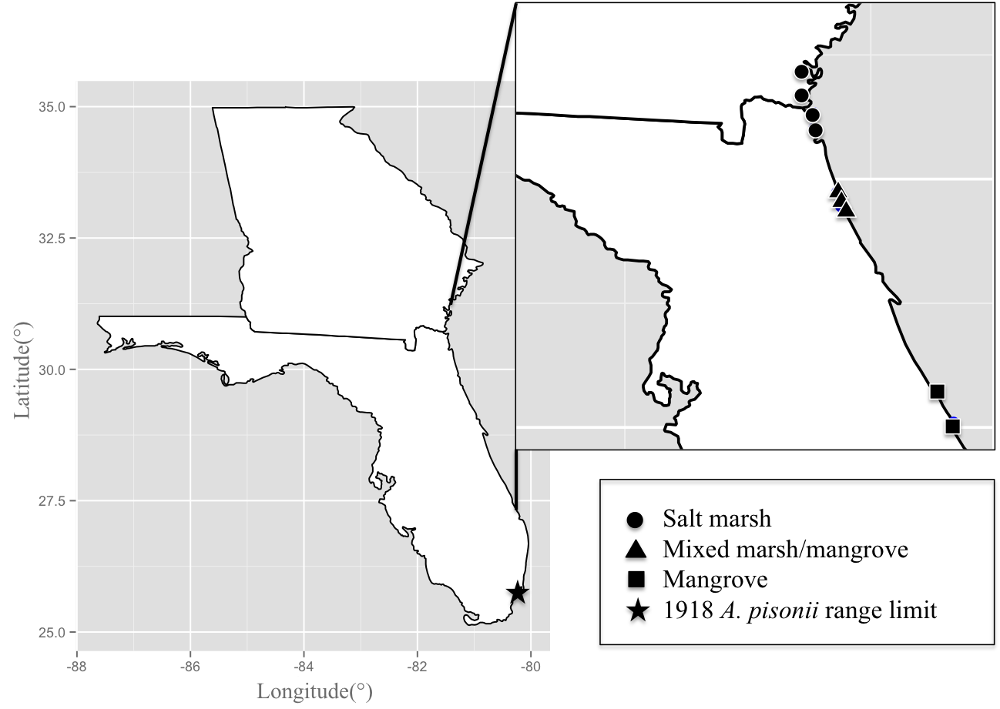 35.0
32.5
30.0
27.5
25.0
Latitude(°)
-88 -86 -84 -82 -80
Longitude(°)
Salt marsh
Mixed marsh/mangrove
Mangrove
1918 A. pisonii range limit